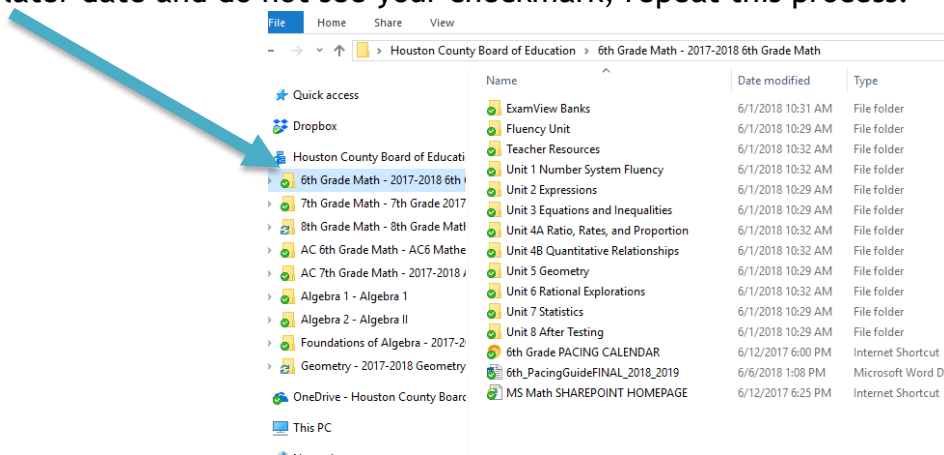 later date and do not see your checkmark, repeat this process.
File Home Share View
Houston County Board of Education > 6th Grade Math - 2017-2018 6th Grade Math
Name Date modified Type
Quick access
Dropbox
Houston County Board of Educati
6th Grade Math - 2017-2018 6th
7th Grade Math - 7th Grade 2017
8th Grade Math - 8th Grade Math
AC 6th Grade Math - AC6 Mathe
AC 7th Grade Math - 2017-2018
Algebra 1 - Algebra 1
Algebra 2 - Algebra II
Foundations of Algebra - 2017-2
Geometry - 2017-2018 Geometry
OneDrive - Houston County Board
This PC
ExamView Banks 6/1/2018 10:31 AM File folder
Fluency Unit 6/1/2018 10:29 AM File folder
Teacher Resources 6/1/2018 10:32 AM File folder
Unit 1 Number System Fluency 6/1/2018 10:32 AM File folder
Unit 2 Expressions 6/1/2018 10:29 AM File folder
Unit 3 Equations and Inequalities 6/1/2018 10:29 AM File folder
Unit 4A Ratio, Rates, and Proportion 6/1/2018 10:32 AM File folder
Unit 4B Quantitative Relationships 6/1/2018 10:32 AM File folder
Unit 5 Geometry 6/1/2018 10:29 AM File folder
Unit 6 Rational Explorations 6/1/2018 10:32 AM File folder
Unit 7 Statistics 6/1/2018 10:29 AM File folder
Unit 8 After Testing 6/1/2018 10:29 AM File folder
6th Grade PACING CALENDAR 6/12/2017 6:00 PM Internet Shortcut
6th_PacingGuideFINAL_2018_2019 6/6/2018 1:08 PM Microsoft Word D
MS Math SHAREPOINT HOMEPAGE 6/12/2017 6:25 PM Internet Shortcut